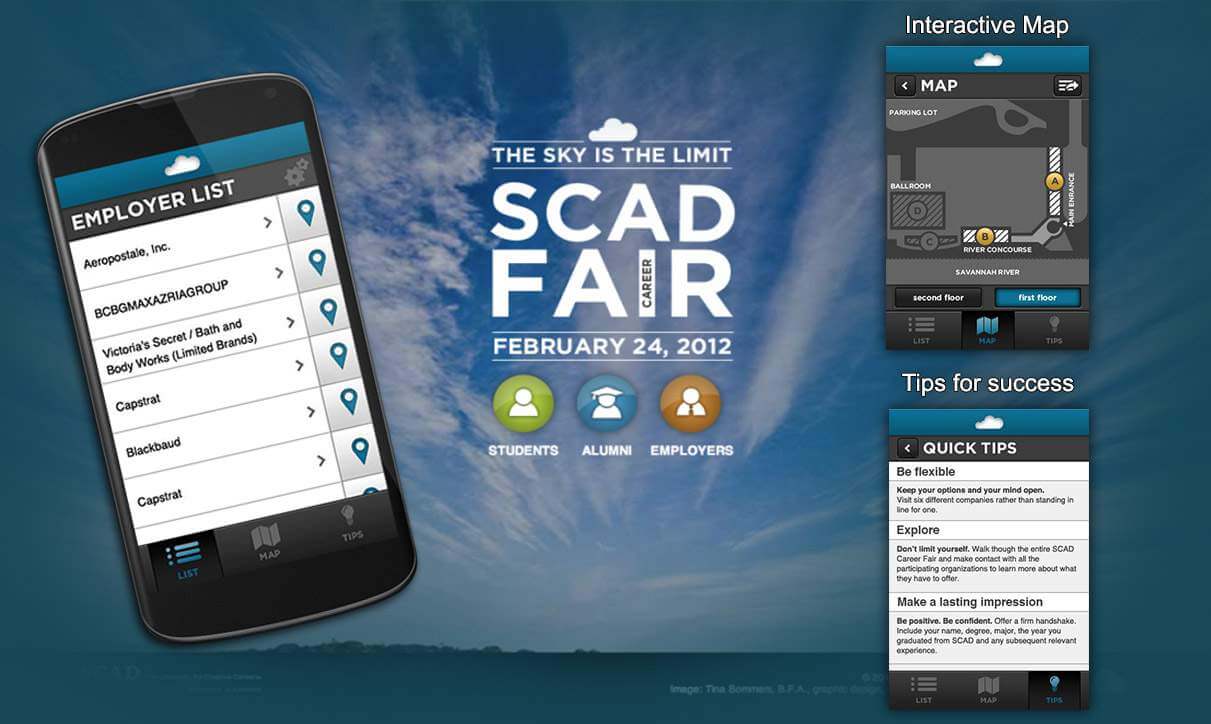 EMPLOYER LIST
Aeropostale, Inc.
BCBGMAXAZRIAGROUP
Victoria's Secret / Bath and
Body Works (Limited Brands)
Capstrat
Blackbaud
Capstrat
LIST
MAP
TIPS
THE SKY IS THE LIMIT
SCAD
CAREER
FAIR
FEBRUARY 24, 2012
STUDENTS
ALUMNI
EMPLOYERS
Interactive Map
MAP
PARKING LOT
BALLROOM
A
MAIN ENRANCE
D
C
B
RIVER CONCOURSE
SAVANNAH RIVER
second floor
first floor
LIST
MAP
TIPS
Tips for success
QUICK TIPS
Be flexible
Keep your options and your mind open.
Visit six different companies rather than standing in
line for one.
Explore
Don't limit yourself. Walk though the entire SCAD
Career Fair and make contact with all the
participating organizations to learn more about what
they have to offer.
Make a lasting impression
Be positive. Be confident. Offer a firm handshake.
Include your name, degree, major, the year you
graduated from SCAD and any subsequent relevant
experience.
LIST
MAP
TIPS
SCAD
Image: Tina Sommers, B.F.A., graphic design,